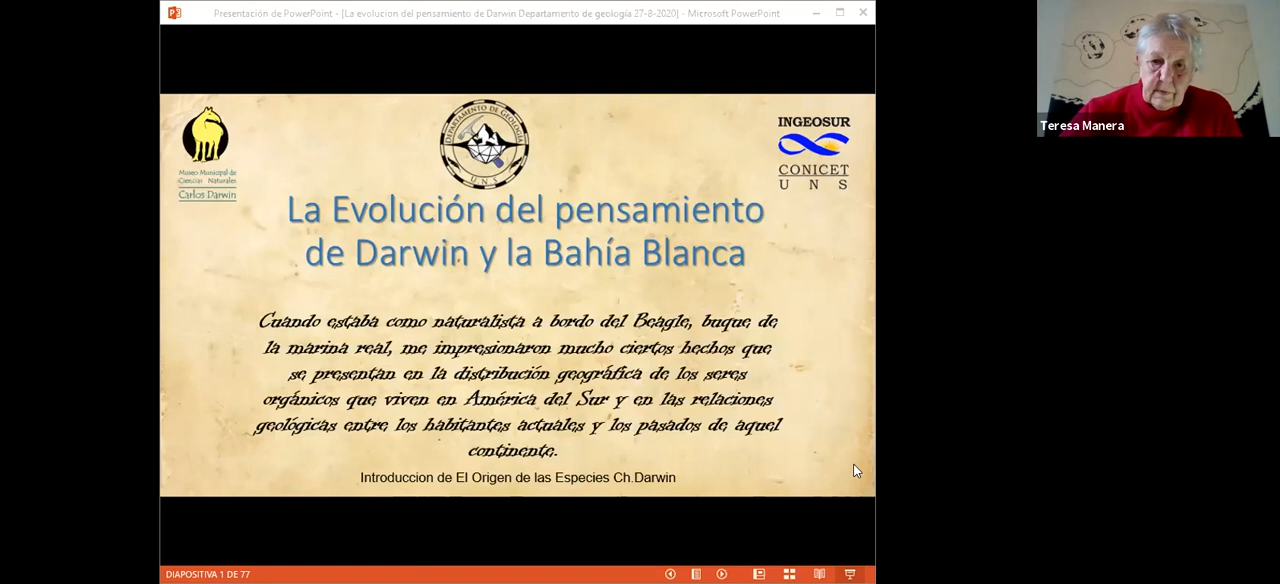 Presentación de PowerPoint - [La evolucion del pensamiento de Darwin Departamento de geología 27-8-2020] - Microsoft PowerPoint
Teresa Manera
Museo Municipal de
Ciencias Naturales
Carlos Darwin
DEPARTAMENTO DE GEOLOGÍA
U.N.S
INGEOSUR
CONICET
U N S
La Evolución del pensamiento
de Darwin y la Bahía Blanca
Cuando estaba como naturalista a bordo del Beagle, buque de
la marina real, me impresionaron mucho ciertos hechos que
se presentan en la distribución geográfica de los seres
orgánicos que viven en América del Sur y en las relaciones
geológicas entre los habitantes actuales y los pasados de aquel
continente.
Introduccion de El Origen de las Especies Ch.Darwin
DIAPOSITIVA 1 DE 77